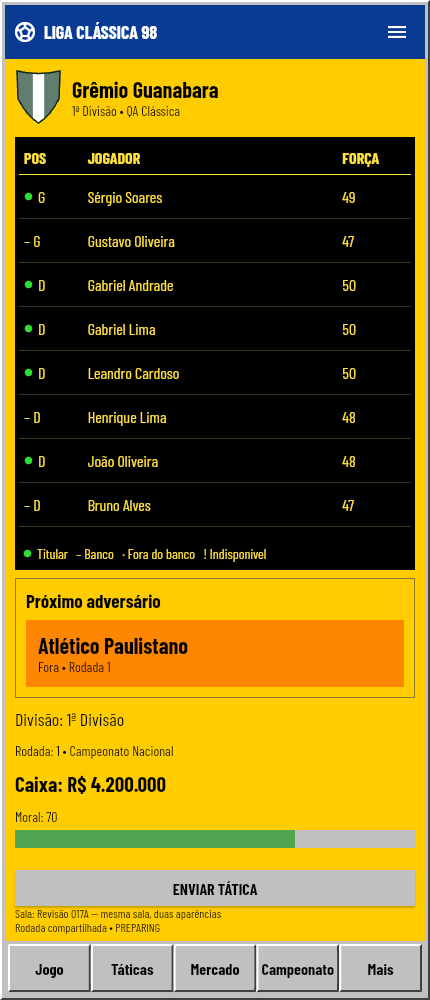 LIGA CLÁSSICA 98
Grêmio Guanabara
1ª Divisão • QA Clássica
POS JOGADOR FORÇA
● G Sérgio Soares 49
– G Gustavo Oliveira 47
● D Gabriel Andrade 50
● D Gabriel Lima 50
● D Leandro Cardoso 50
– D Henrique Lima 48
● D João Oliveira 48
– D Bruno Alves 47
● Titular – Banco · Fora do banco ! Indisponível
Próximo adversário
Atlético Paulistano
Fora • Rodada 1
Divisão: 1ª Divisão
Rodada: 1 • Campeonato Nacional
Caixa: R$ 4.200.000
Moral: 70
ENVIAR TÁTICA
Sala: Revisão 017A — mesma sala, duas aparências
Rodada compartilhada • PREPARING
Jogo Táticas Mercado Campeonato Mais